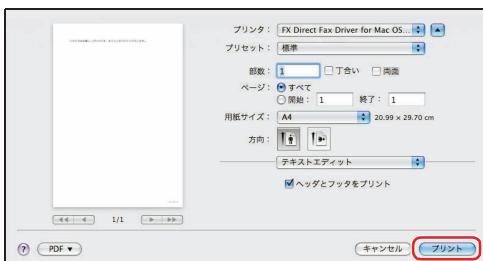 プリンタ： FX Direct Fax Driver for Mac OS...
プリセット： 標準
部数： 1 丁合い 両面
ページ： すべて
開始： 1 終了： 1
用紙サイズ： A4 20.99 x 29.70 cm
方向：
テキストエディット
ヘッダとフッタをプリント
1/1
? PDF ▼ キャンセル プリント